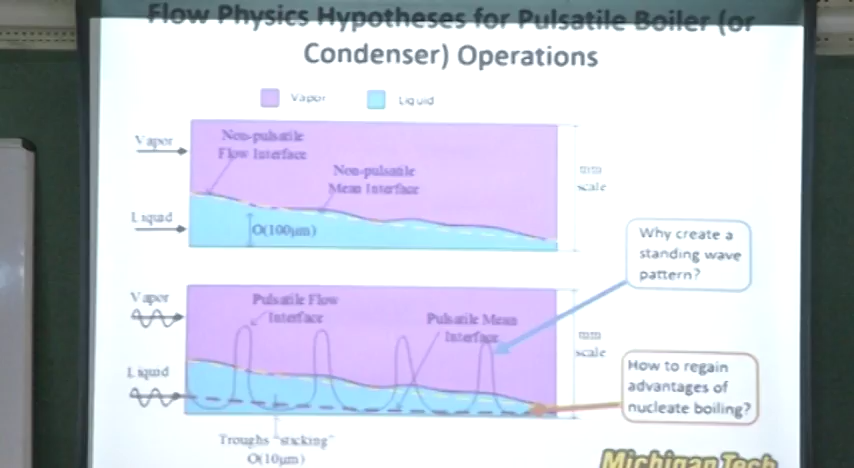 Flow Physics Hypotheses for Pulsatile Boiler (or
Condenser) Operations
Vapor
Liquid
Vapor
Non-pulsatile
Flow Interface
Non-pulsatile
Mean Interface
mm
scale
Liquid
O(100μm)
Why create a
standing wave
pattern?
Vapor
Pulsatile Flow
Interface
Pulsatile Mean
Interface
mm
scale
Liquid
How to regain
advantages of
nucleate boiling?
Troughs "sticking"
O(10μm)
Michigan Tech